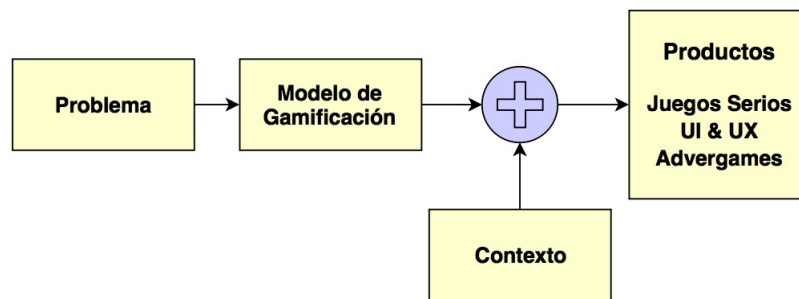 Problema
Modelo de
Gamificación
Productos
Juegos Serios
UI & UX
Advergames
Contexto